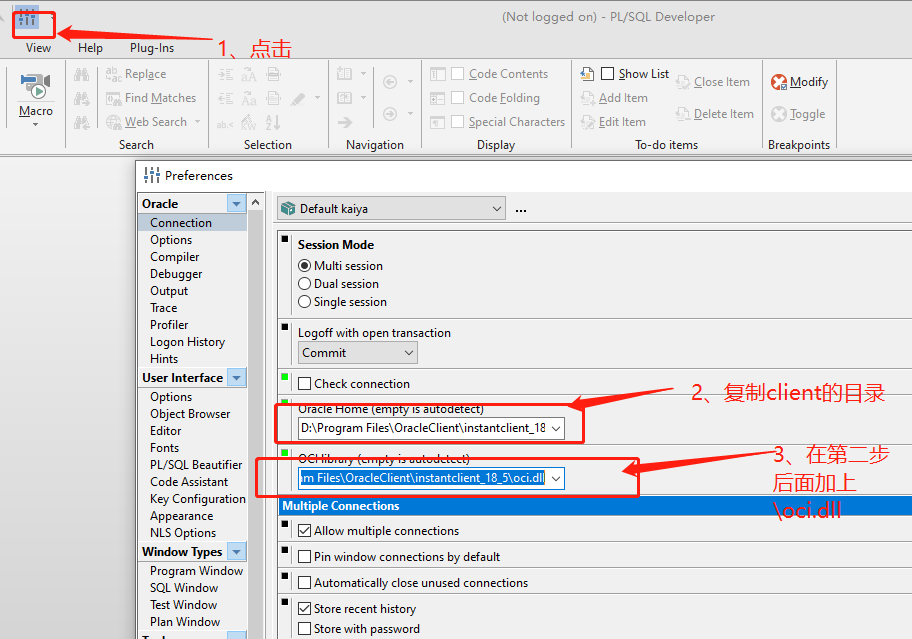 (Not logged on) - PL/SQL Developer
View Help Plug-Ins
1、点击
Macro
Replace
Find Matches
Web Search
Search
Selection
Navigation
Code Contents
Code Folding
Special Characters
Display
Show List
Add Item
Edit Item
Close Item
Delete Item
To-do items
Modify
Toggle
Breakpoints
Preferences
Oracle
Connection
Options
Compiler
Debugger
Output
Trace
Profiler
Logon History
Hints
User Interface
Options
Object Browser
Editor
Fonts
PL/SQL Beautifier
Code Assistant
Key Configuration
Appearance
NLS Options
Window Types
Program Window
SQL Window
Test Window
Plan Window
Default kaiya
...
Session Mode
Multi session
Dual session
Single session
Logoff with open transaction
Commit
Check connection
Oracle Home (empty is autodetect)
D:\Program Files\OracleClient\instantclient_18
2、复制client的目录
OCI library (empty is autodetect)
m Files\OracleClient\instantclient_18_5\oci.dll
3、在第二步
后面加上
\oci.dll
Multiple Connections
Allow multiple connections
Pin window connections by default
Automatically close unused connections
Store recent history
Store with password